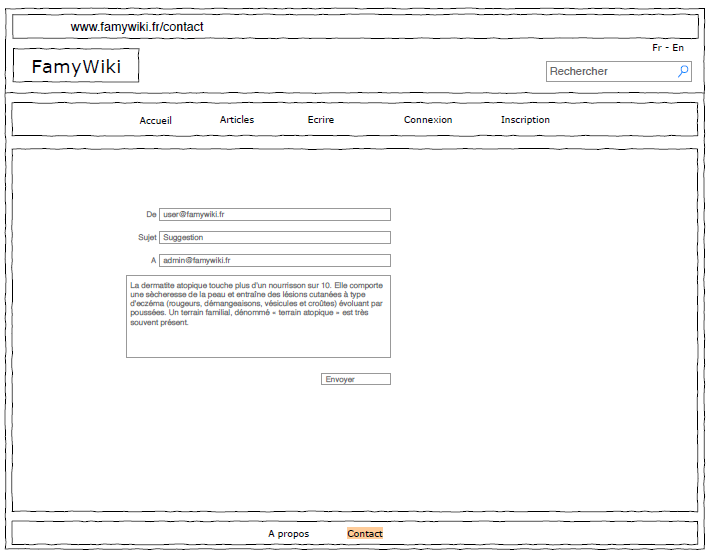 www.famywiki.fr/contact
Fr - En
FamyWiki
Rechercher
Accueil Articles Ecrire Connexion Inscription
De user@famywiki.fr
Sujet Suggestion
A admin@famywiki.fr
La dermatite atopique touche plus d'un nourrisson sur 10. Elle comporte
une sècheresse de la peau et entraîne des lésions cutanées à type
d'eczéma (rougeurs, démangeaisons, vésicules et croûtes) évoluant par
poussées. Un terrain familial, dénommé « terrain atopique » est très
souvent présent.
Envoyer
A propos Contact